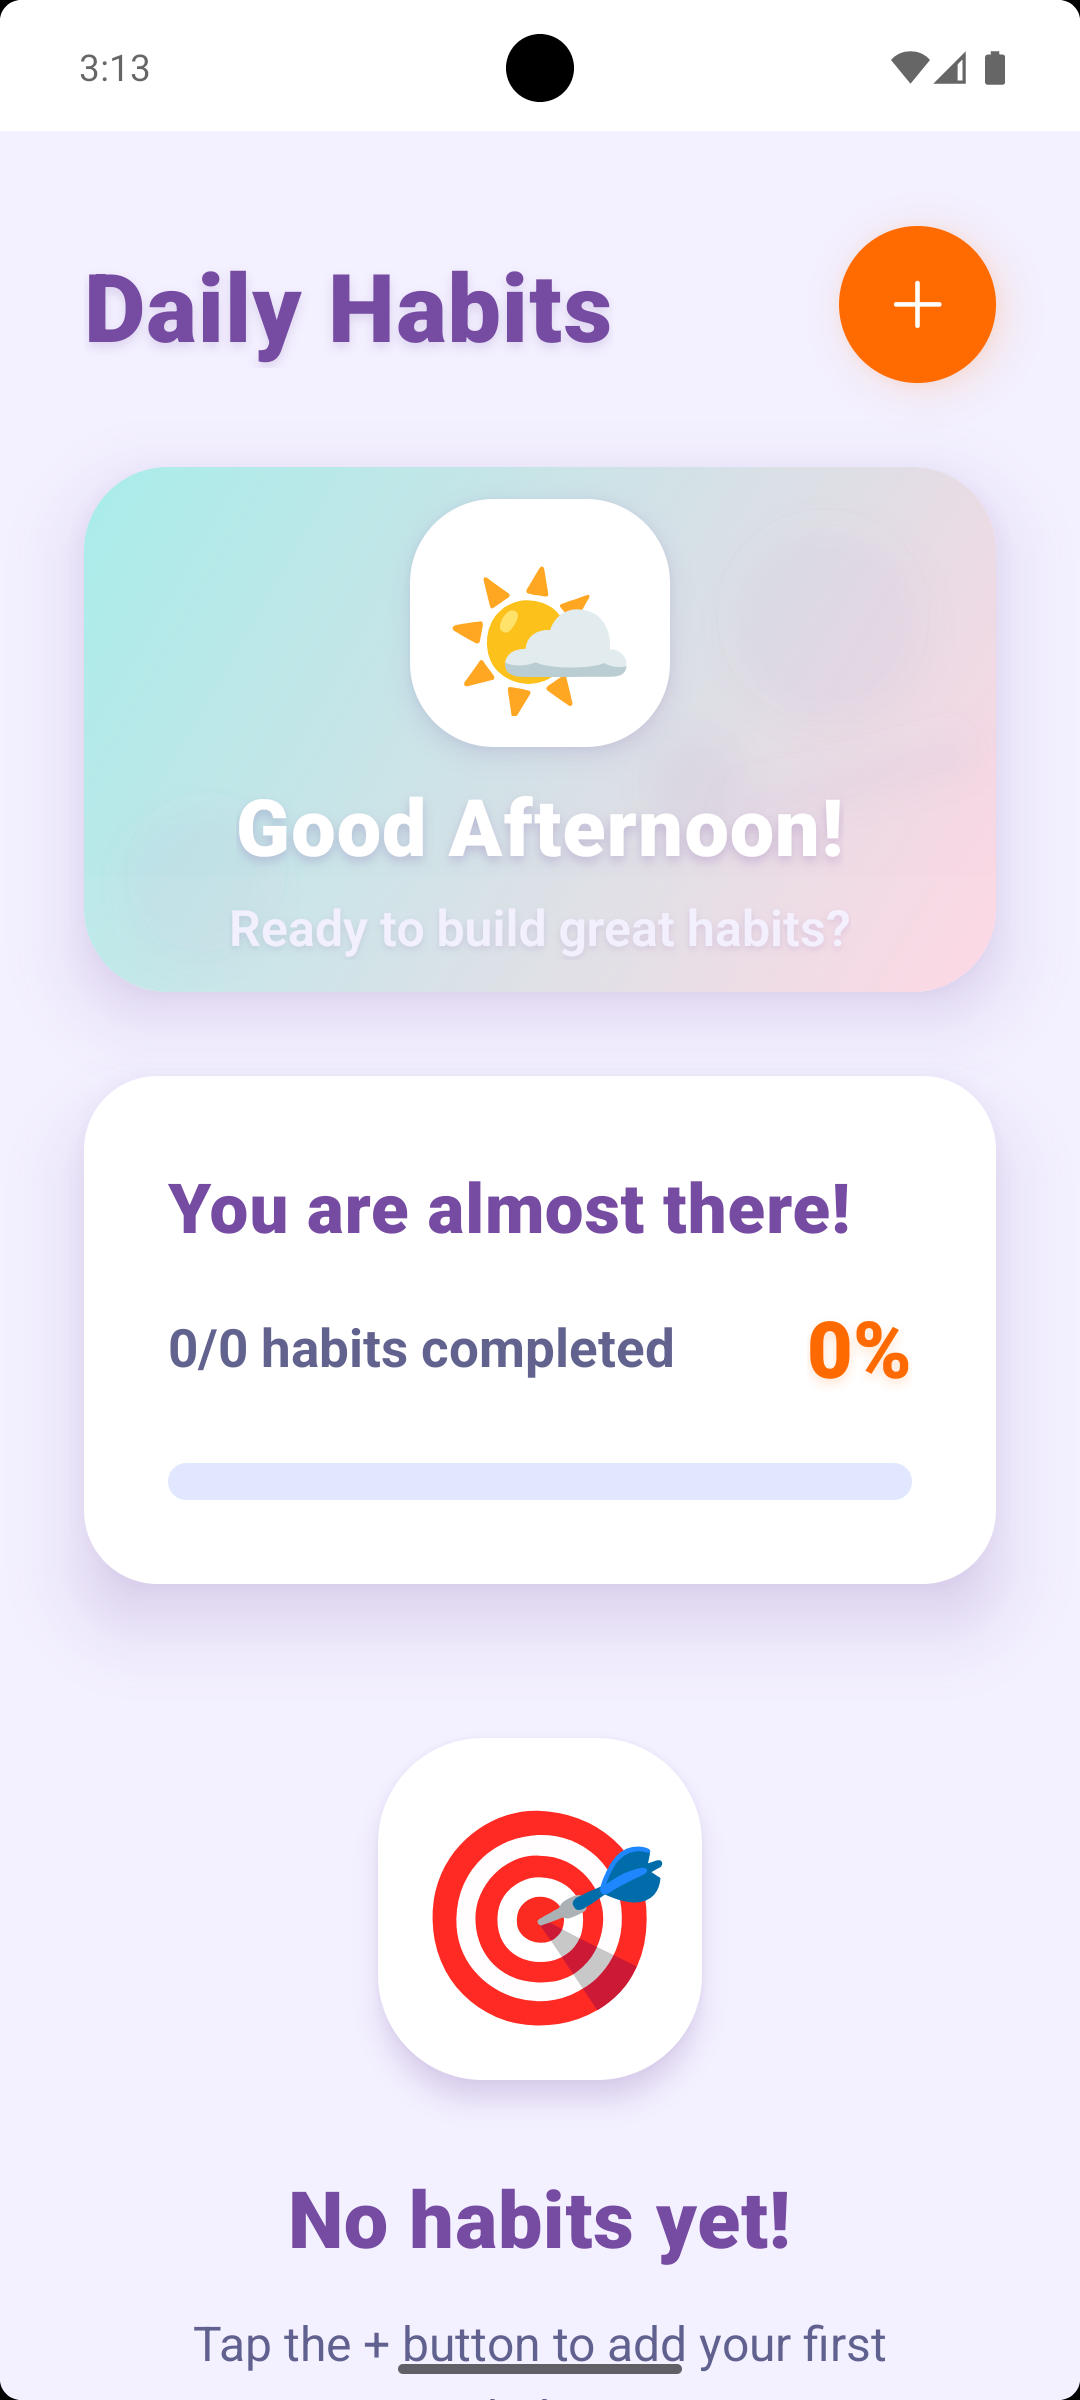 3:13
Daily Habits
Good Afternoon!
Ready to build great habits?
You are almost there!
0/0 habits completed
0%
No habits yet!
Tap the + button to add your first